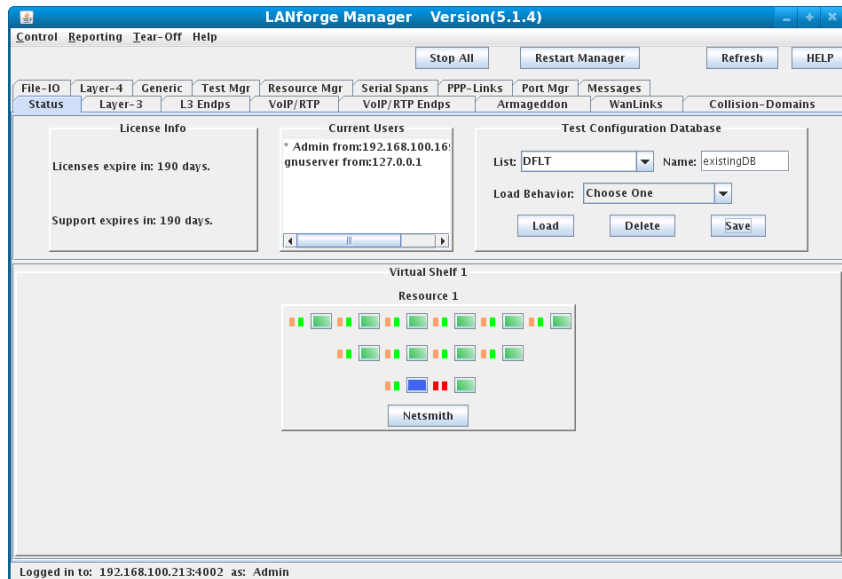 LANforge Manager Version(5.1.4)
Control Reporting Tear-Off Help
Stop All Restart Manager Refresh HELP
File-IO Layer-4 Generic Test Mgr Resource Mgr Serial Spans PPP-Links Port Mgr Messages
Status Layer-3 L3 Endps VoIP/RTP VoIP/RTP Endps Armageddon WanLinks Collision-Domains
License Info
Licenses expire in: 190 days.
Support expires in: 190 days.
Current Users
* Admin from:192.168.100.16
gnuserver from:127.0.0.1
Test Configuration Database
List: DFLT Name: existingDB
Load Behavior: Choose One
Load Delete Save
Virtual Shelf 1
Resource 1
Netsmith
Logged in to: 192.168.100.213:4002 as: Admin